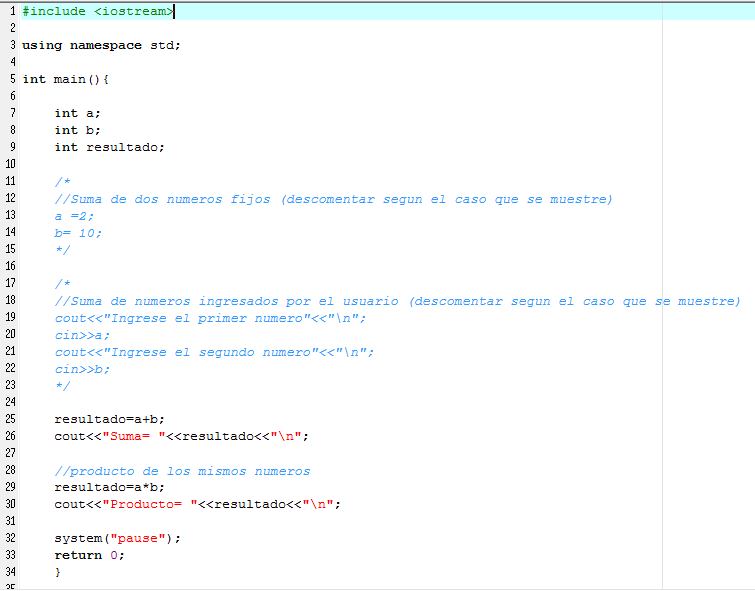 1 #include <iostream>
2
3 using namespace std;
4
5 int main(){
6
7     int a;
8     int b;
9     int resultado;
10
11     /*
12     //Suma de dos numeros fijos (descomentar segun el caso que se muestre)
13     a =2;
14     b= 10;
15     */
16
17     /*
18     //Suma de numeros ingresados por el usuario (descomentar segun el caso que se muestre)
19     cout<<"Ingrese el primer numero"<<"\n";
20     cin>>a;
21     cout<<"Ingrese el segundo numero"<<"\n";
22     cin>>b;
23     */
24
25     resultado=a+b;
26     cout<<"Suma= "<<resultado<<"\n";
27
28     //producto de los mismos numeros
29     resultado=a*b;
30     cout<<"Producto= "<<resultado<<"\n";
31
32     system("pause");
33     return 0;
34     }
35